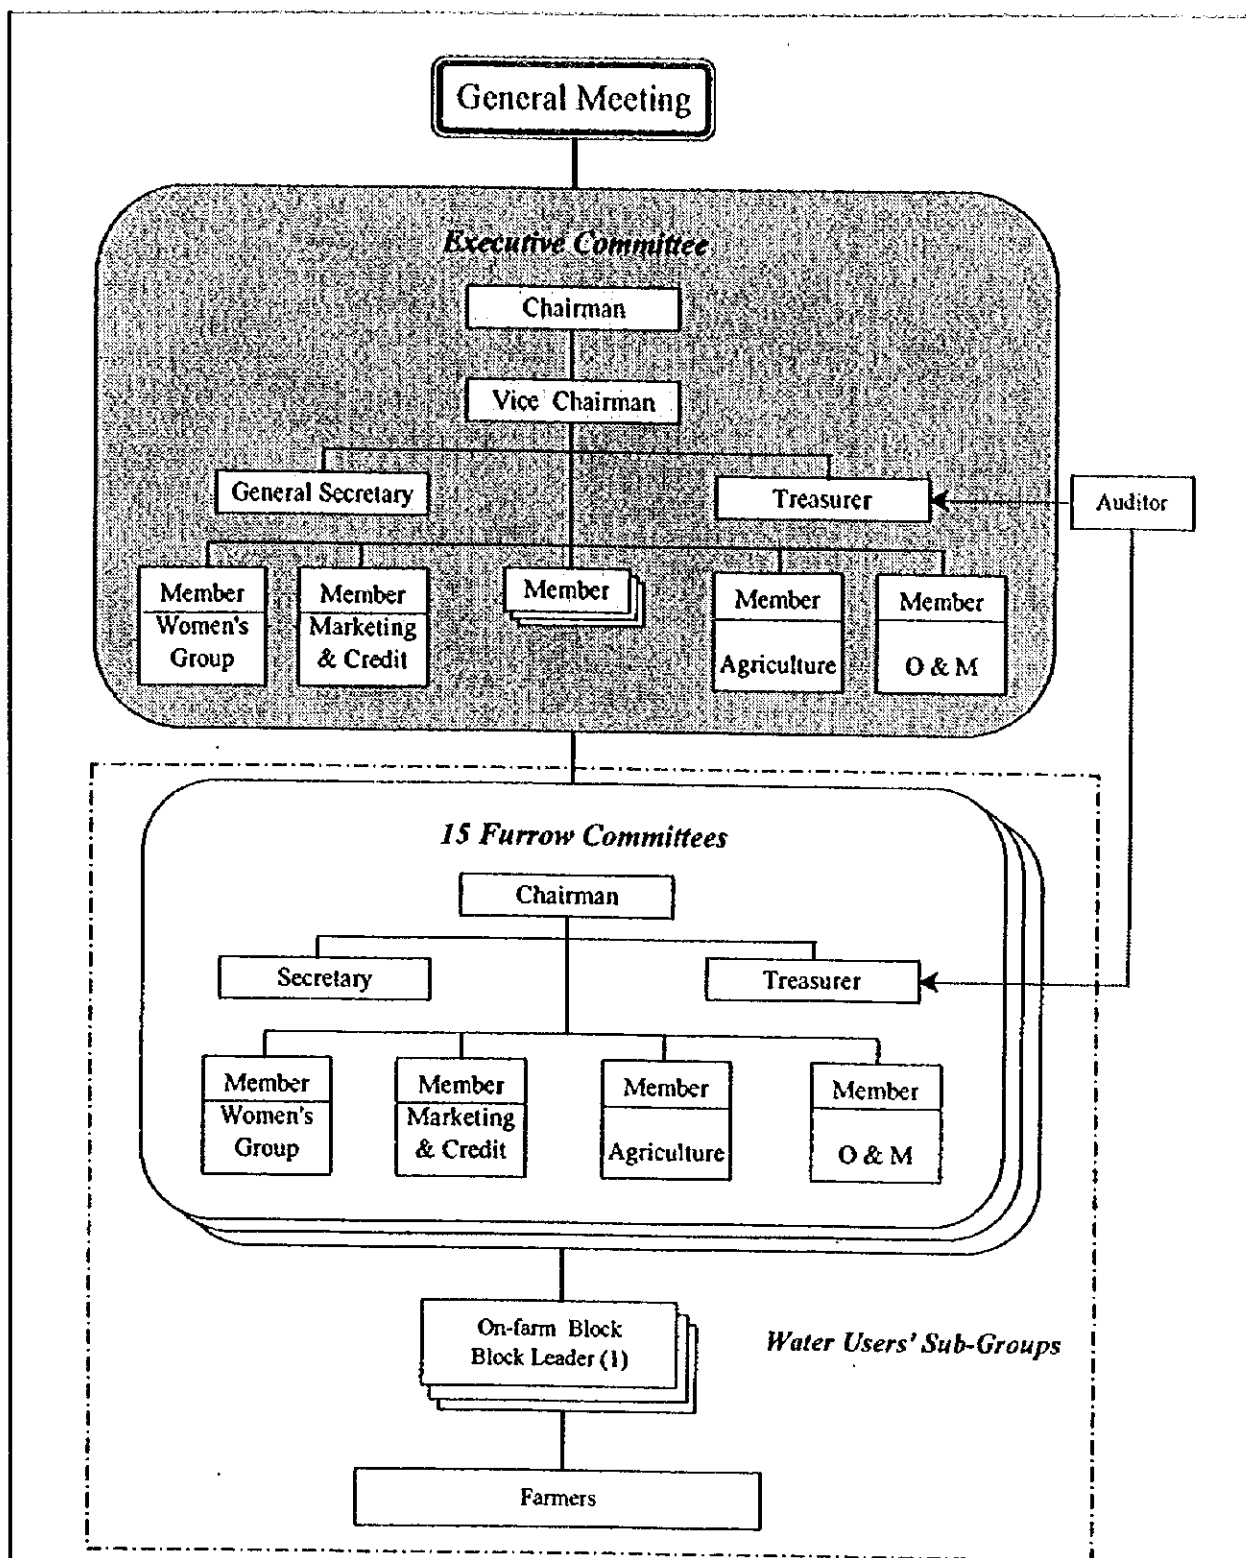 General Meeting
Executive Committee
Chairman
Vice Chairman
General Secretary
Treasurer
Auditor
Member
Women's
Group
Member
Marketing
& Credit
Member
Member
Agriculture
Member
O & M
15 Furrow Committees
Chairman
Secretary
Treasurer
Member
Women's
Group
Member
Marketing
& Credit
Member
Agriculture
Member
O & M
On-farm Block
Block Leader (1)
Water Users' Sub-Groups
Farmers